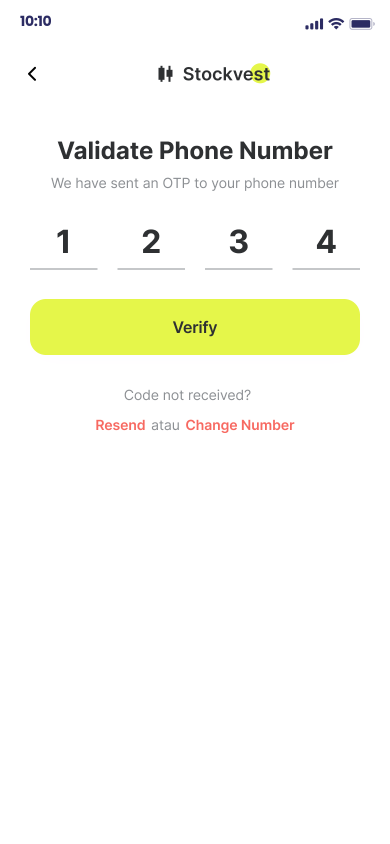 10:10
Stockvest
Validate Phone Number
We have sent an OTP to your phone number
1 2 3 4
Verify
Code not received?
Resend atau Change Number